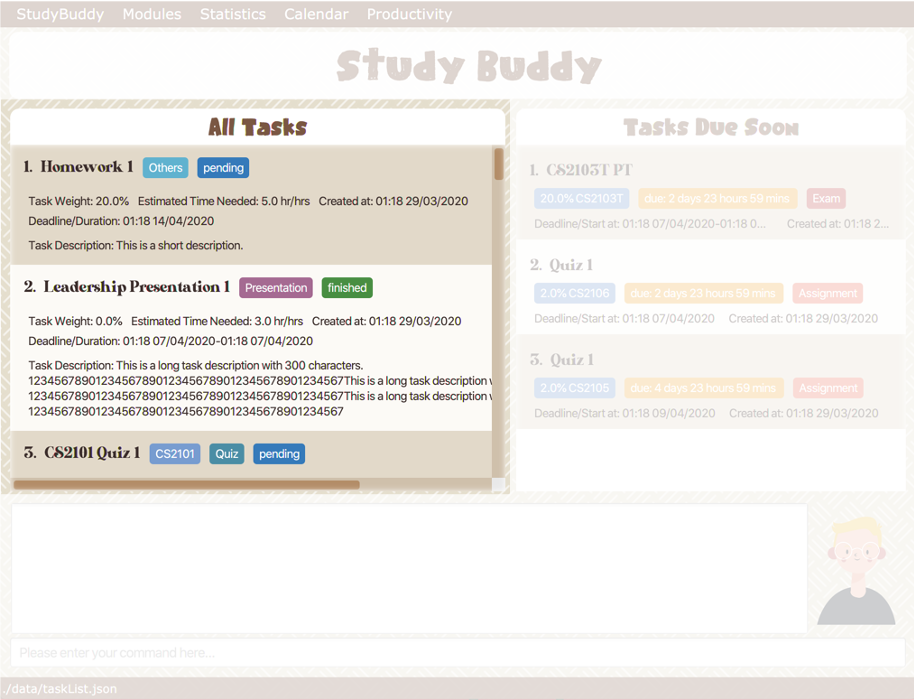 StudyBuddy Modules Statistics Calendar Productivity
Study Buddy
All Tasks
1. Homework 1 Others pending
Task Weight: 20.0% Estimated Time Needed: 5.0 hr/hrs Created at: 01:18 29/03/2020
Deadline/Duration: 01:18 14/04/2020
Task Description: This is a short description.
2. Leadership Presentation 1 Presentation finished
Task Weight: 0.0% Estimated Time Needed: 3.0 hr/hrs Created at: 01:18 29/03/2020
Deadline/Duration: 01:18 07/04/2020-01:18 07/04/2020
Task Description: This is a long task description with 300 characters.
12345678901234567890123456789012345678901234567This is a long task description
12345678901234567890123456789012345678901234567This is a long task description
12345678901234567890123456789012345678901234567
3. CS2101 Quiz 1 CS2101 Quiz pending
Tasks Due Soon
1. CS2103T PT
20.0% CS2103T due: 2 days 23 hours 59 mins Exam
Deadline/Start at: 01:18 07/04/2020-01:18 0... Created at: 01:18 2...
2. Quiz 1
2.0% CS2106 due: 2 days 23 hours 59 mins Assignment
Deadline/Start at: 01:18 07/04/2020 Created at: 01:18 29/03/2020
3. Quiz 1
2.0% CS2105 due: 4 days 23 hours 59 mins Assignment
Deadline/Start at: 01:18 09/04/2020 Created at: 01:18 29/03/2020
Please enter your command here...
./data/taskList.json